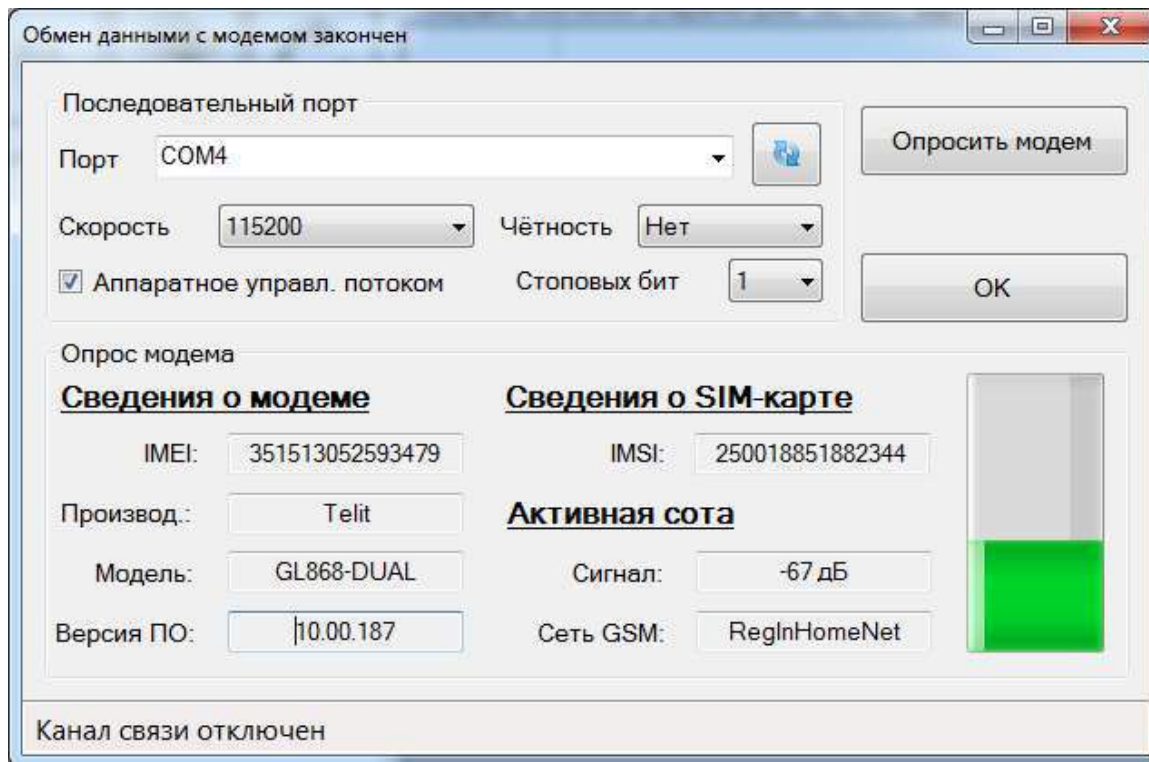 Обмен данными с модемом закончен
Последовательный порт
Порт COM4
Опросить модем
Скорость 115200 Чётность Нет
Аппаратное управл. потоком Стоповых бит 1
OK
Опрос модема
Сведения о модеме Сведения о SIM-карте
IMEI: 351513052593479 IMSI: 250018851882344
Производ.: Telit Активная сота
Модель: GL868-DUAL Сигнал: -67 дБ
Версия ПО: 10.00.187 Сеть GSM: RegInHomeNet
Канал связи отключен